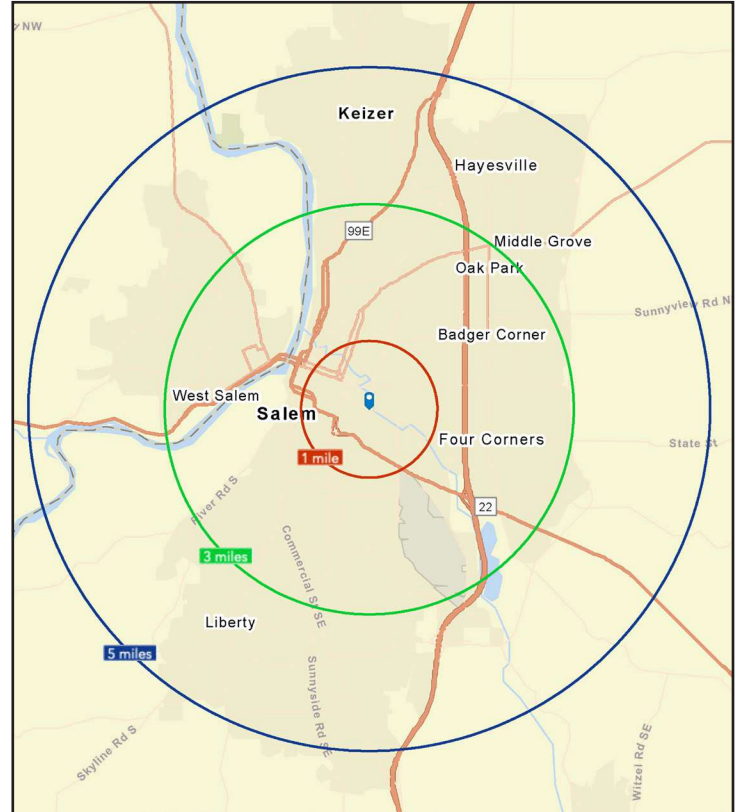 NW
Keizer
Hayesville
99E
Middle Grove
Oak Park
Sunnyview Rd N
Badger Corner
West Salem
Salem
Four Corners
State St
1 mile
River Rd S
22
3 miles
Commercial St SE
Liberty
5 miles
Sunnyside Rd SE
Skyline Rd S
Witzel Rd SE